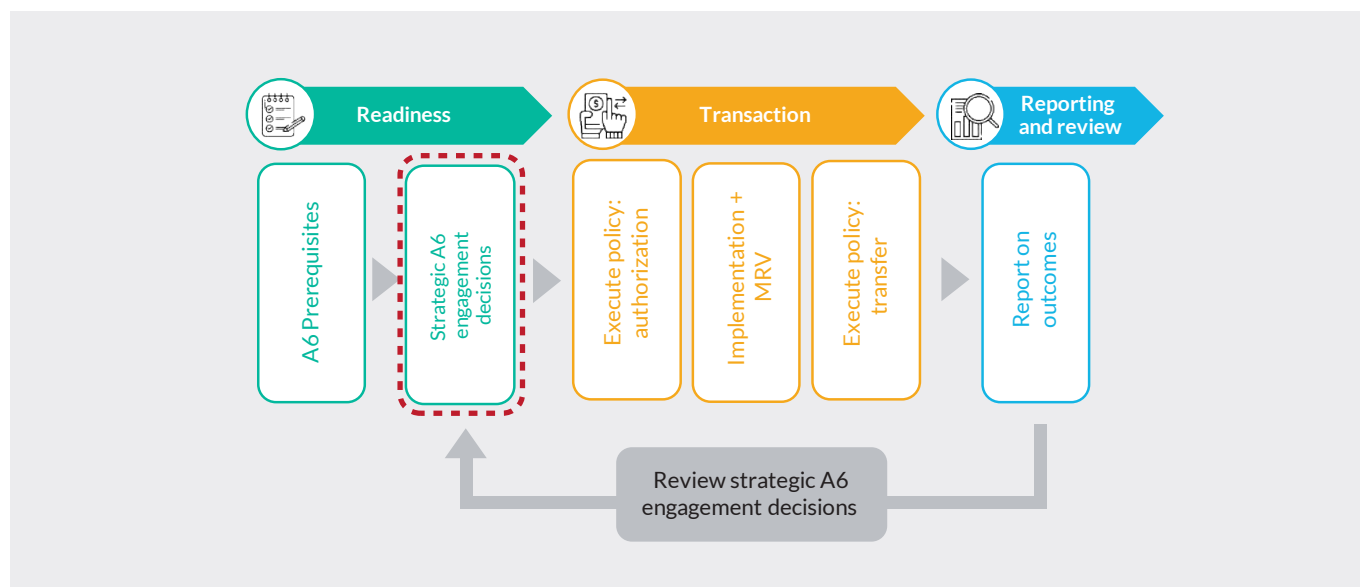 Readiness
Transaction
Reporting
and review
A6 Prerequisites
Strategic A6
engagement
decisions
Execute policy:
authorization
Implementation +
MRV
Execute policy:
transfer
Report on
outcomes
Review strategic A6
engagement decisions